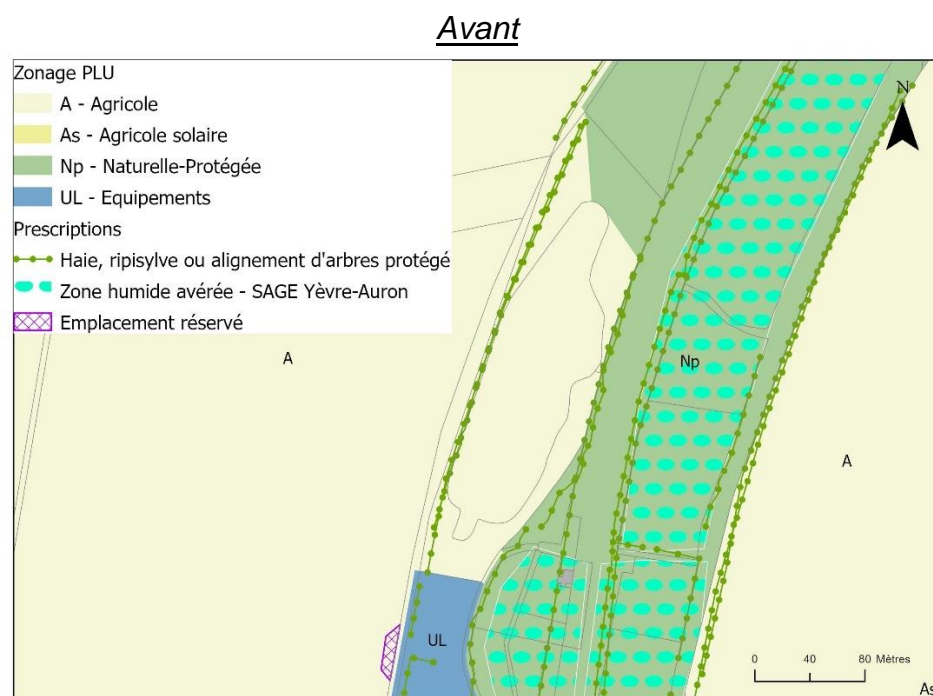 Avant
Zonage PLU
A - Agricole
As - Agricole solaire
Np - Naturelle-Protégée
UL - Equipements
Prescriptions
Haie, ripisylve ou alignement d'arbres protégé
Zone humide avérée - SAGE Yèvre-Auron
Emplacement réservé
N
A
Np
A
UL
0 40 80 Mètres
As